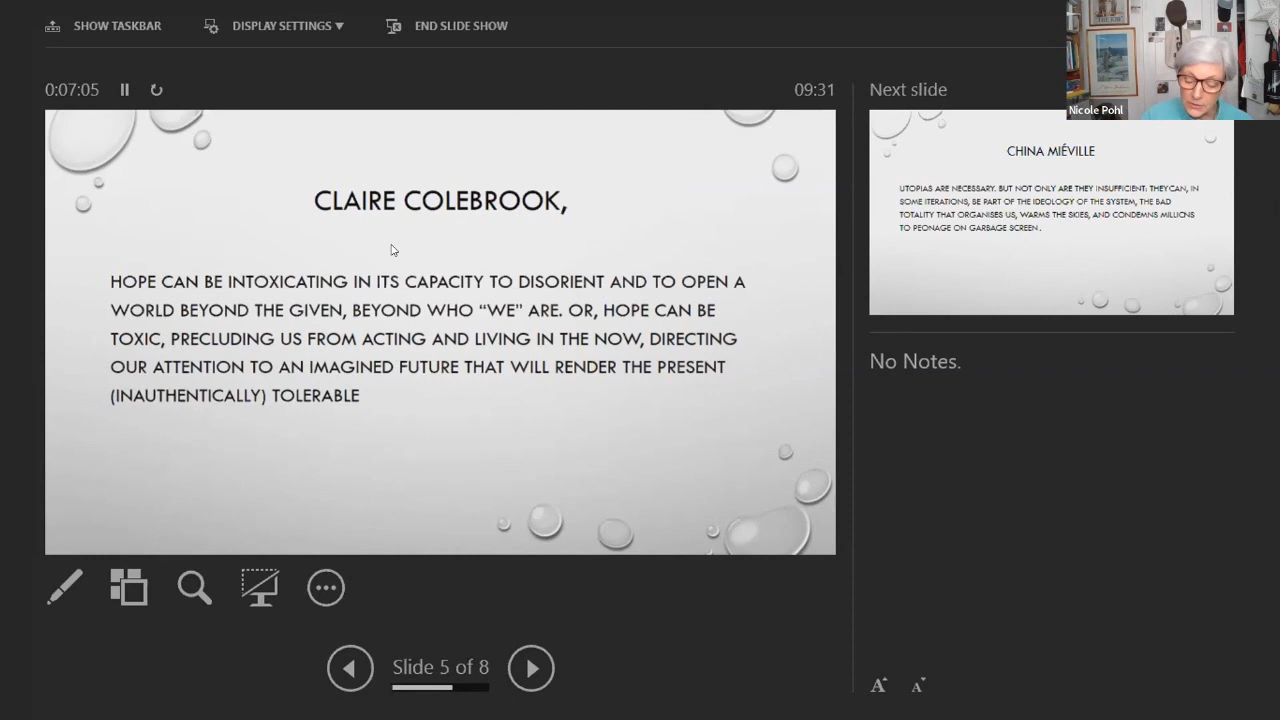 SHOW TASKBAR
DISPLAY SETTINGS ▼
END SLIDE SHOW
0:07:05
09:31
Next slide
Nicole Pohl
CLAIRE COLEBROOK,
HOPE CAN BE INTOXICATING IN ITS CAPACITY TO DISORIENT AND TO OPEN A
WORLD BEYOND THE GIVEN, BEYOND WHO “WE” ARE. OR, HOPE CAN BE
TOXIC, PRECLUDING US FROM ACTING AND LIVING IN THE NOW, DIRECTING
OUR ATTENTION TO AN IMAGINED FUTURE THAT WILL RENDER THE PRESENT
(INAUTHENTICALLY) TOLERABLE
CHINA MIÉVILLE
UTOPIAS ARE NECESSARY. BUT NOT ONLY ARE THEY INSUFFICIENT: THEY CAN, IN
SOME ITERATIONS, BE PART OF THE IDEOLOGY OF THE SYSTEM, THE BAD
TOTALITY THAT ORGANISES US, WARMS THE SKIES, AND CONDEMNS MILLIONS
TO PEONAGE ON GARBAGE SCREEN.
No Notes.
Slide 5 of 8
A A